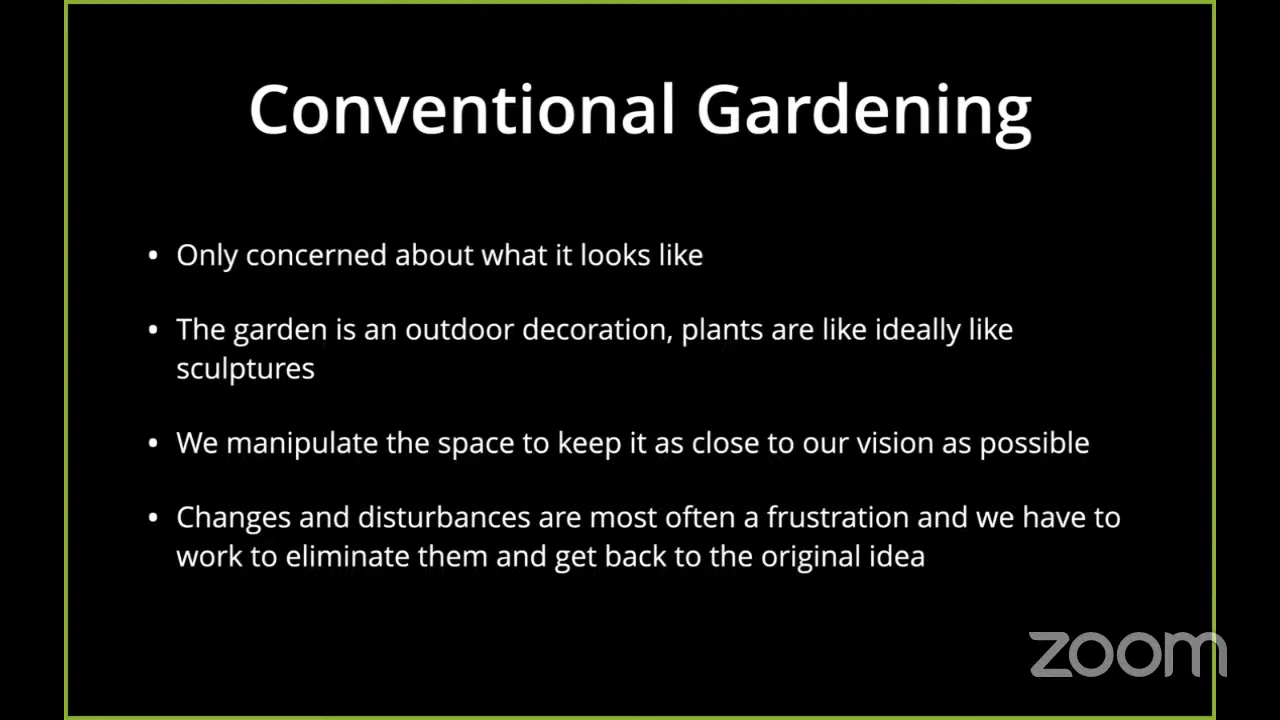 Conventional Gardening
• Only concerned about what it looks like
• The garden is an outdoor decoration, plants are like ideally like
sculptures
• We manipulate the space to keep it as close to our vision as possible
• Changes and disturbances are most often a frustration and we have to
work to eliminate them and get back to the original idea
zoom